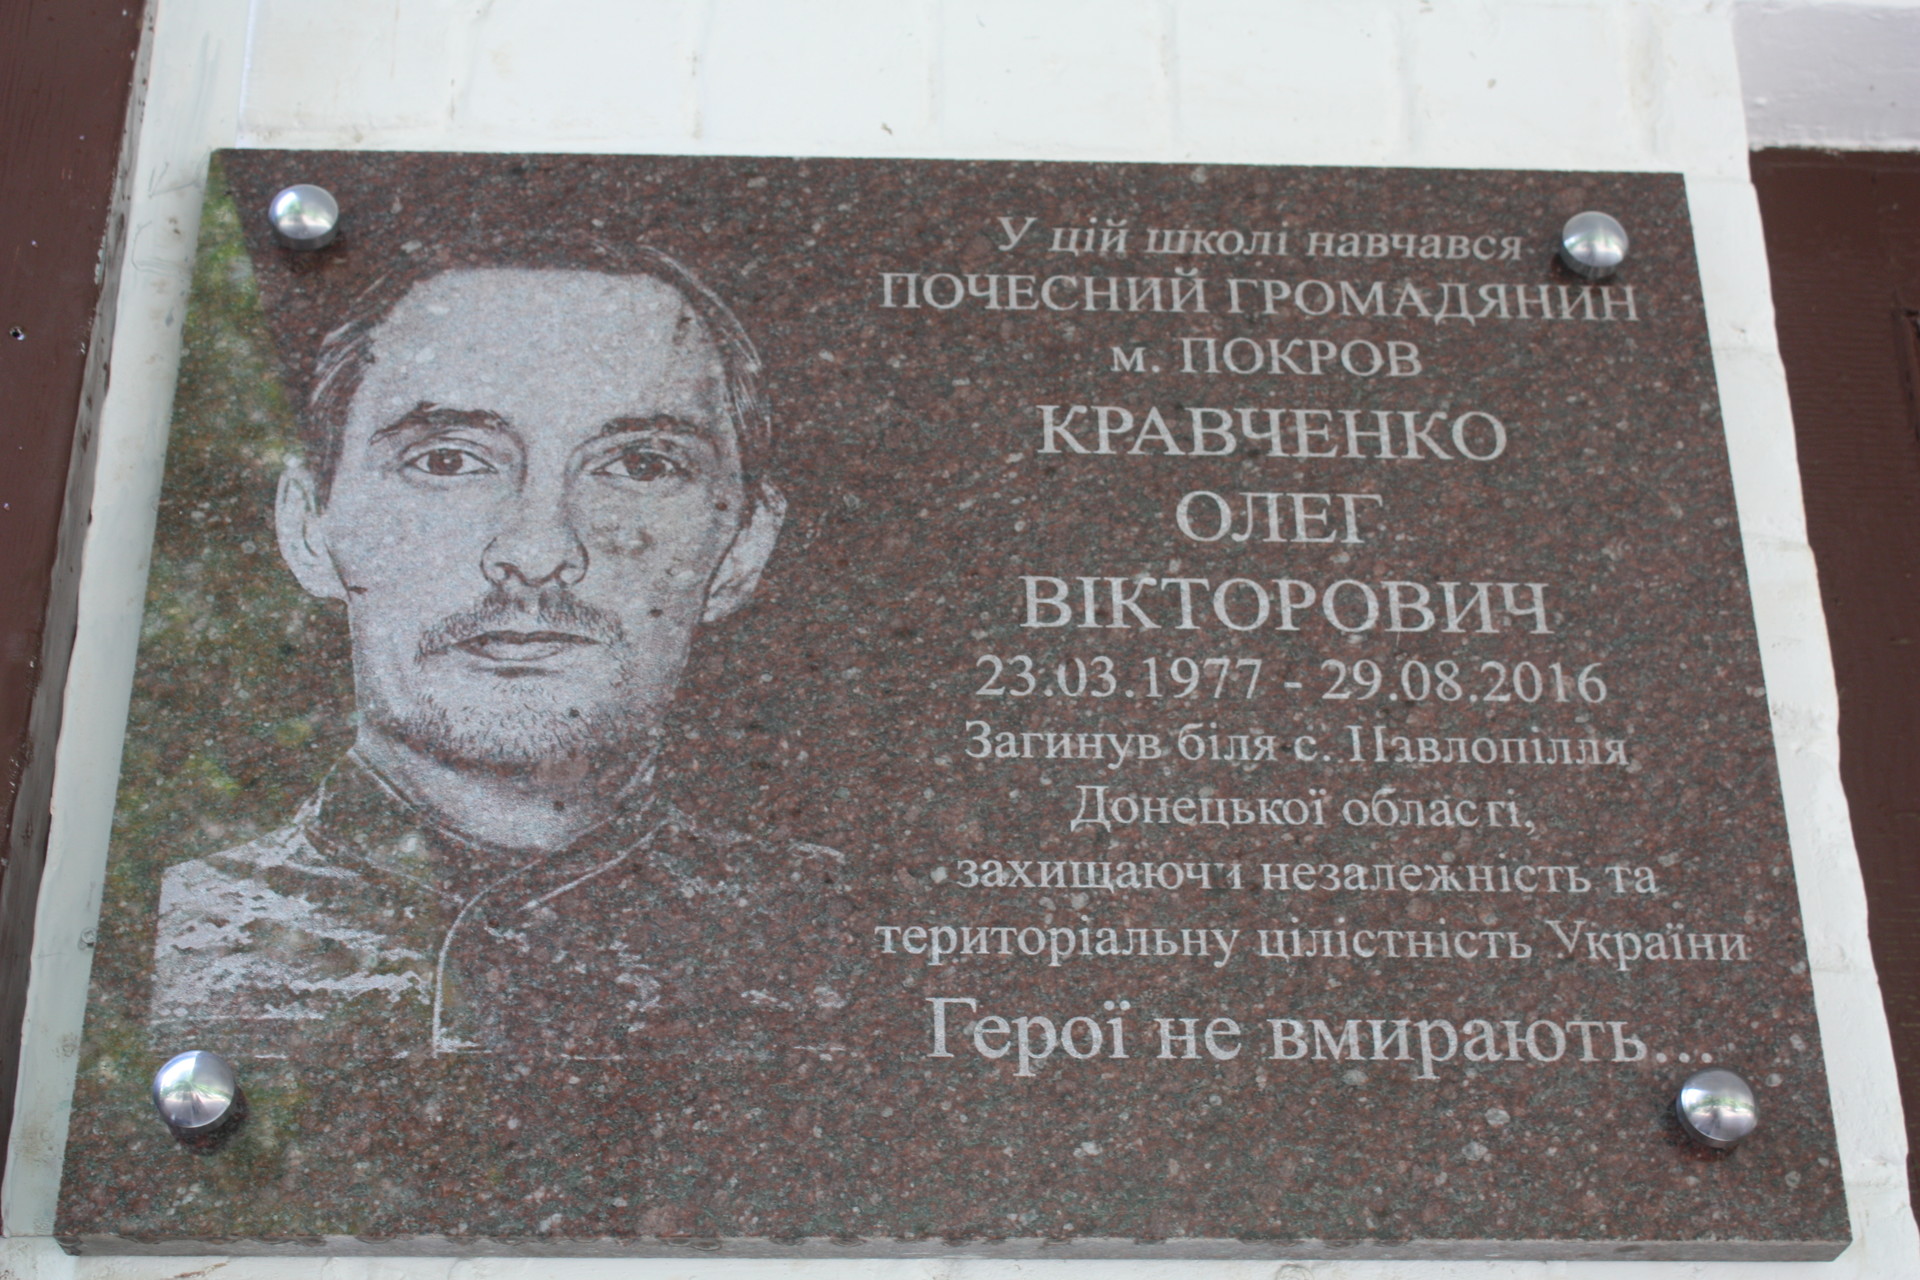 У цій школі навчався
ПОЧЕСНИЙ ГРОМАДЯНИН
м. ПОКРОВ
КРАВЧЕНКО
ОЛЕГ
ВІКТОРОВИЧ
23.03.1977 - 29.08.2016
Загинув біля с. Павлопілля
Донецької області,
захищаючи незалежність та
територіальну цілістність України
Герої не вмирають...